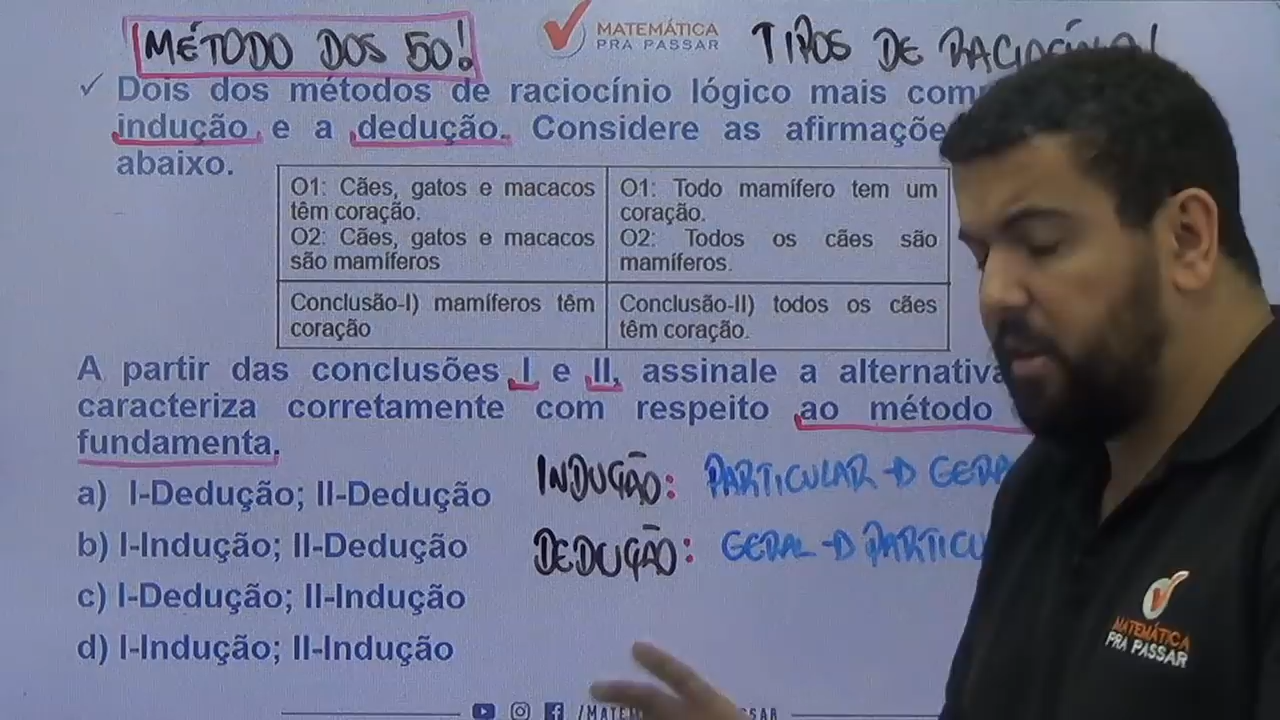 MÉTODO DOS 50!
MATEMÁTICA
PRA PASSAR
TIPOS DE
✓ Dois dos métodos de raciocínio lógico mais
indução e a dedução. Considere as
abaixo.
O1: Cães, gatos e macacos
têm coração.
O2: Cães, gatos e macacos
são mamíferos
O1: Todo mamífero tem um
coração.
O2: Todos os cães são
mamíferos.
Conclusão-I) mamíferos têm
coração
Conclusão-II) todos os cães
têm coração.
A partir das conclusões I e II, assinale a
caracteriza corretamente com respeito ao método
fundamenta.
a) I-Dedução; II-Dedução
b) I-Indução; II-Dedução
c) I-Dedução; II-Indução
d) I-Indução; II-Indução
INDUÇÃO: PARTICULAR →
DEDUÇÃO: GERAL →
MATEMÁTICA
PRA PASSAR